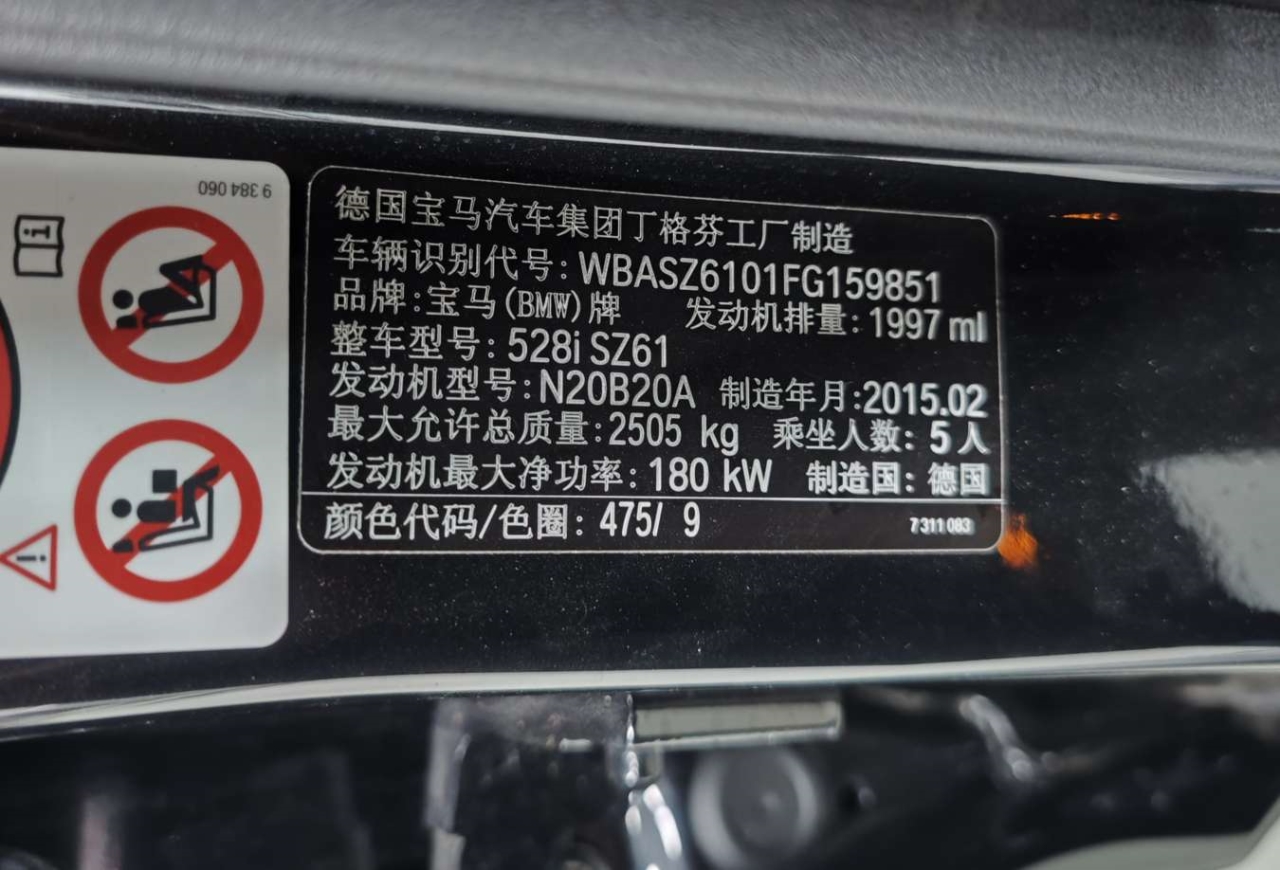 9 384 060
德国宝马汽车集团丁格芬工厂制造
车辆识别代号：WBASZ6101FG159851
品牌：宝马(BMW)牌 发动机排量：1997 ml
整车型号：528i SZ61
发动机型号：N20B20A 制造年月：2015.02
最大允许总质量：2505 kg 乘坐人数：5人
发动机最大净功率：180 kW 制造国：德国
颜色代码/色圈：475/ 9 7 311 083